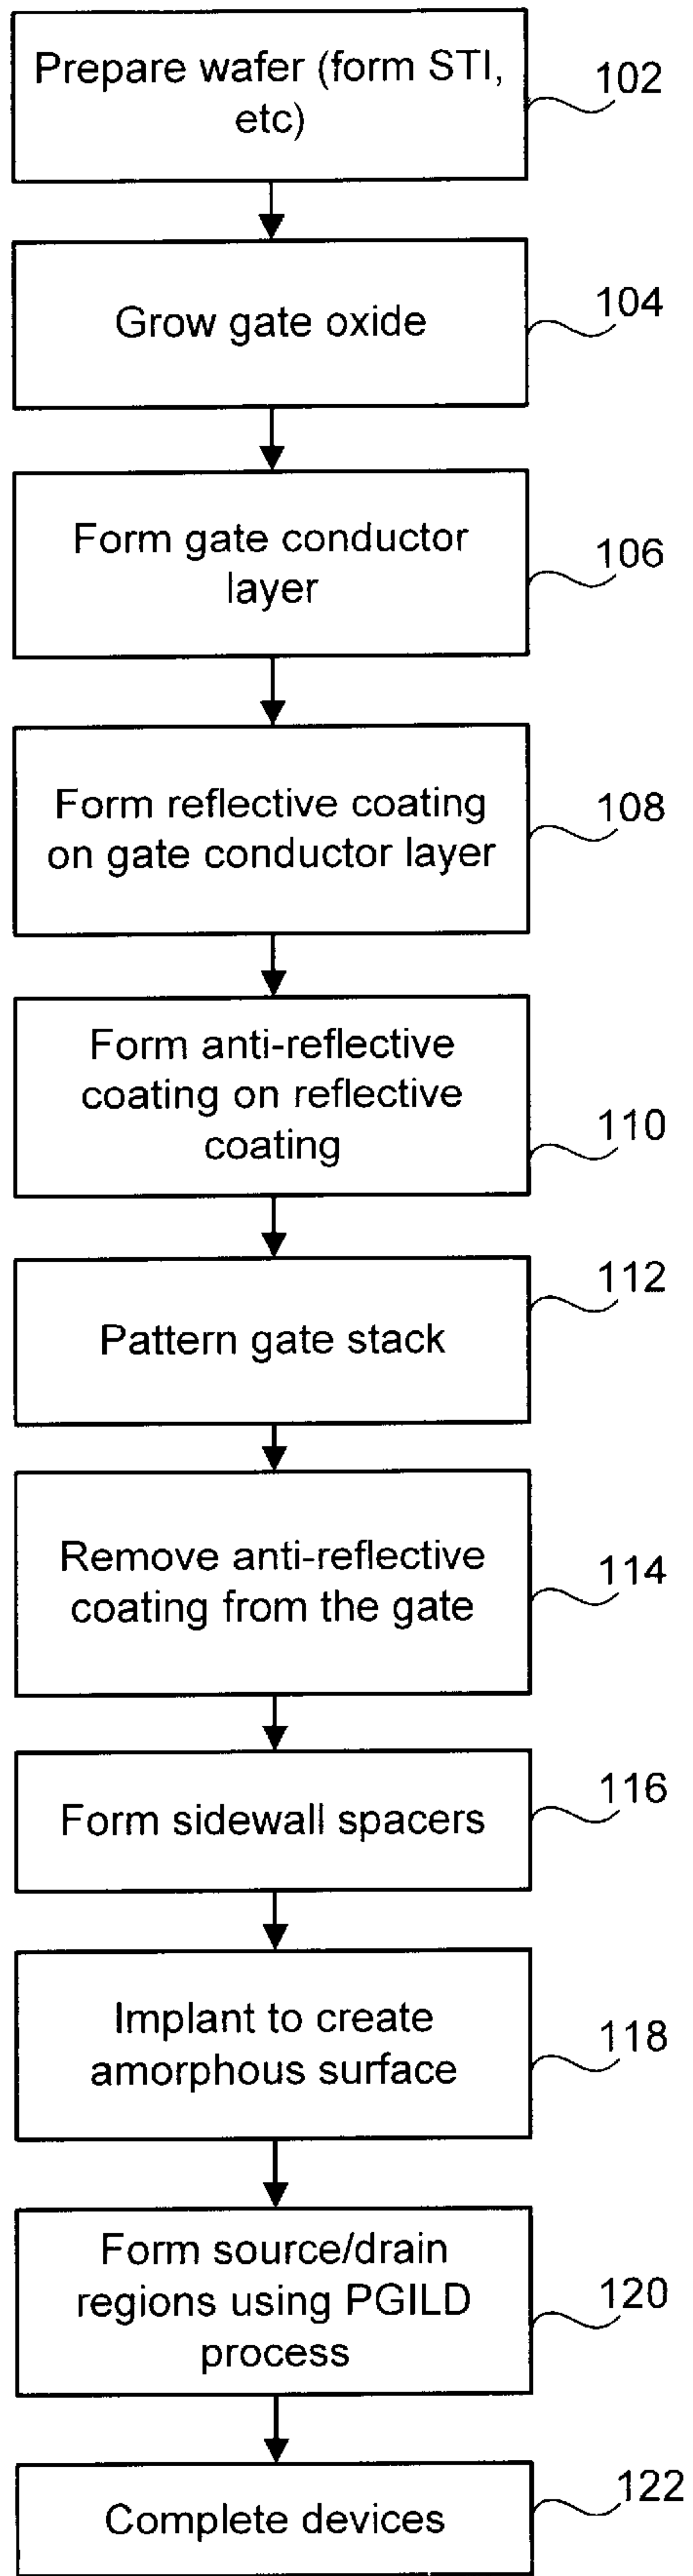 Prepare wafer (form STI,
etc)
102
Grow gate oxide
104
Form gate conductor
layer
106
Form reflective coating
on gate conductor layer
108
Form anti-reflective
coating on reflective
coating
110
Pattern gate stack
112
Remove anti-reflective
coating from the gate
114
Form sidewall spacers
116
Implant to create
amorphous surface
118
Form source/drain
regions using PGILD
process
120
Complete devices
122